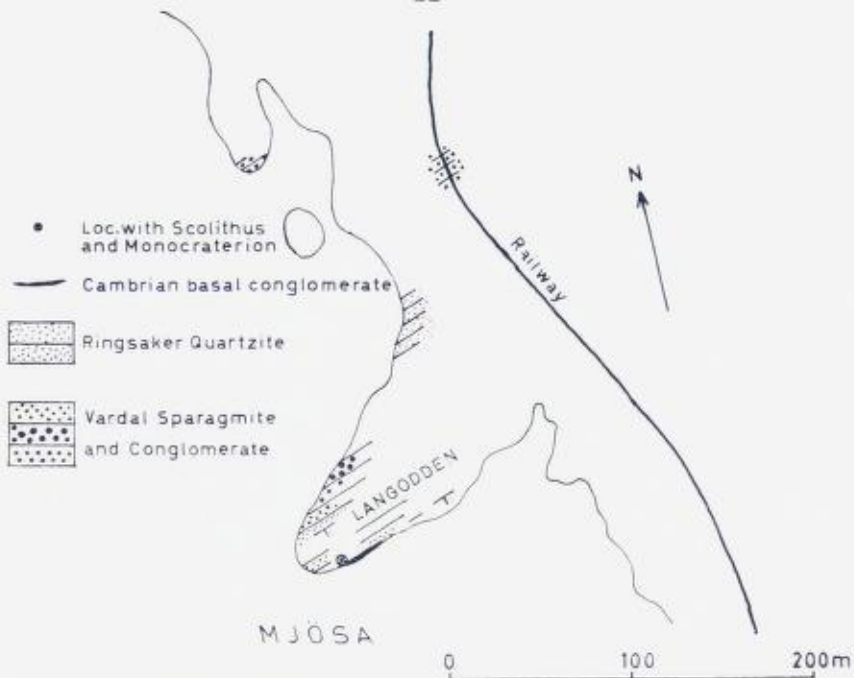 N
Loc. with Scolithus
and Monocraterion
Cambrian basal conglomerate
Railway
Ringsaker Quartzite
Vardal Sparagmite
and Conglomerate
LANGODDEN
MJÖSA
0 100 200m